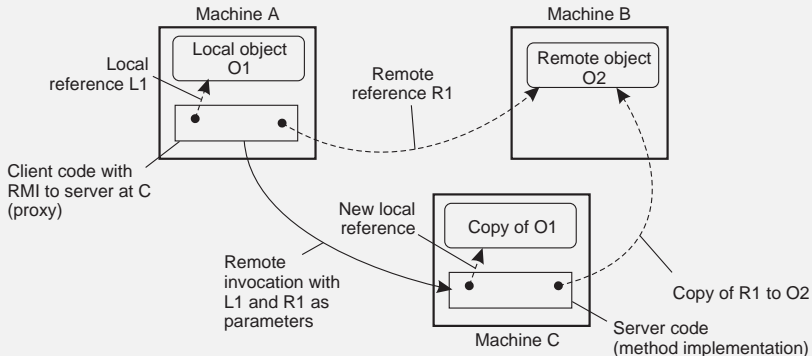 Machine A
Machine B
Local object
O1
Remote object
O2
Local
reference L1
Remote
reference R1
Client code with
RMI to server at C
(proxy)
New local
reference
Copy of O1
Remote
invocation with
L1 and R1 as
parameters
Copy of R1 to O2
Server code
(method implementation)
Machine C